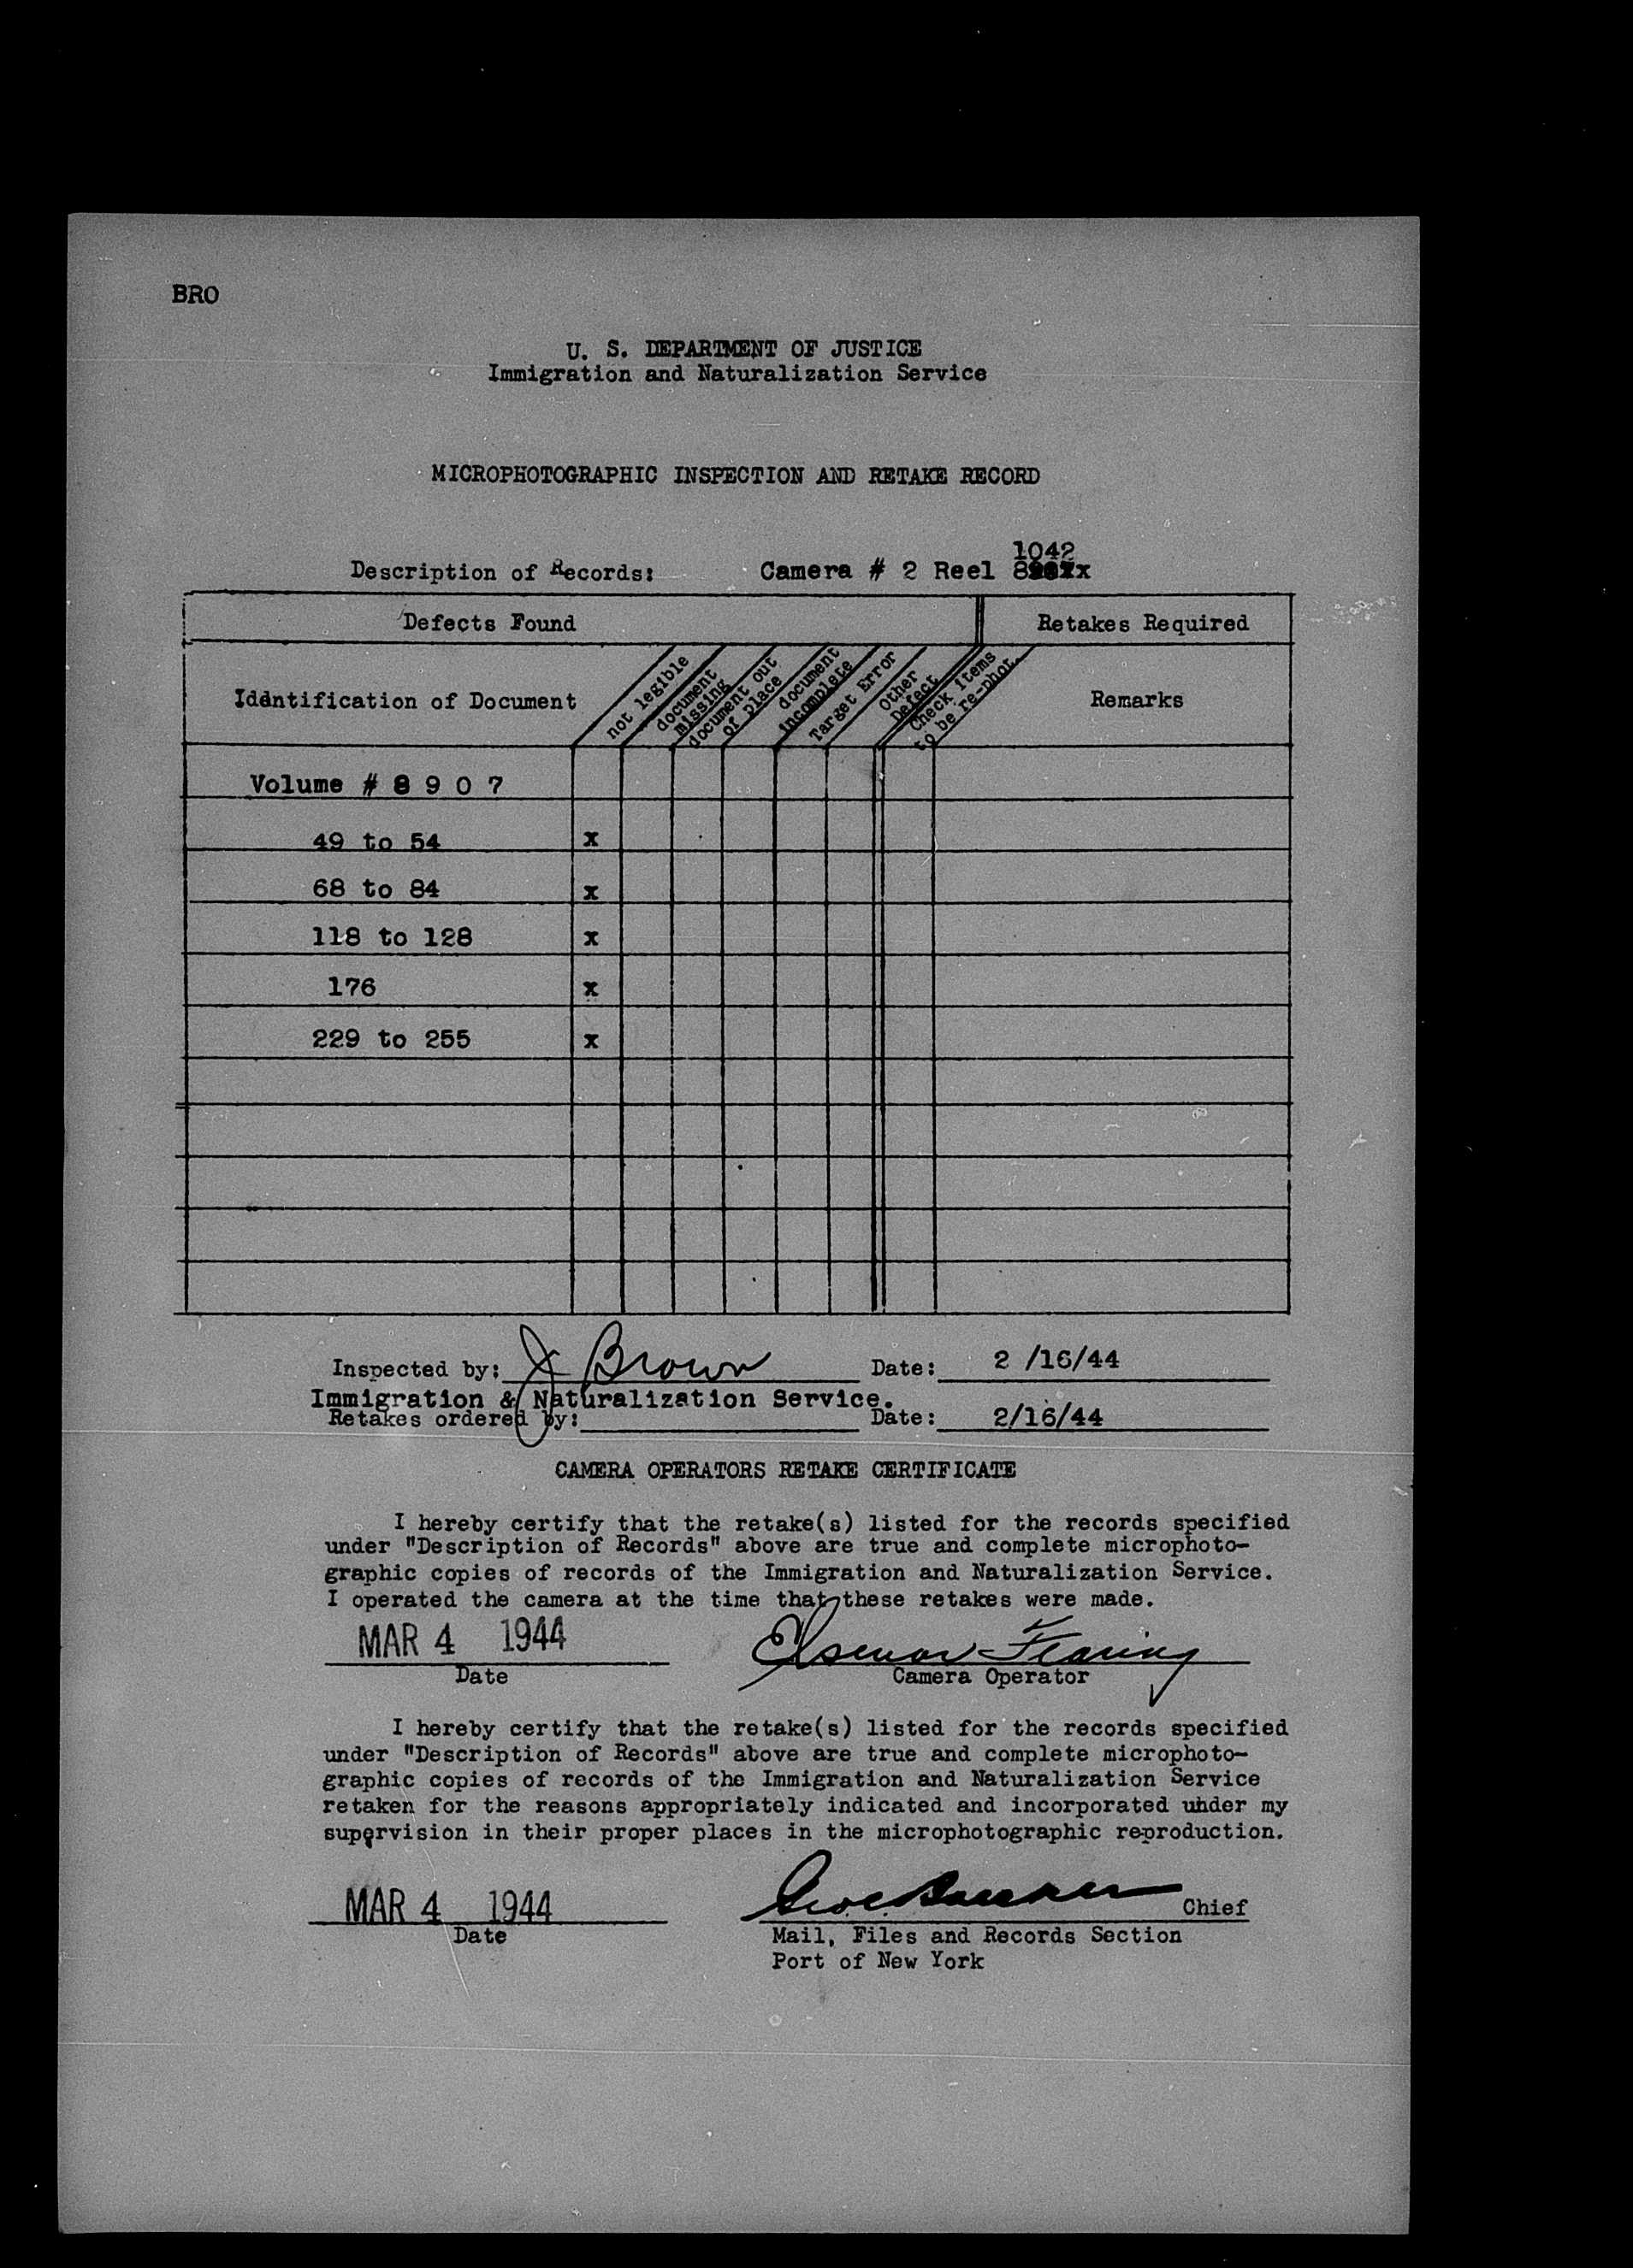 BRO
U. S. DEPARTMENT OF JUSTICE
Immigration and Naturalization Service
MICROPHOTOGRAPHIC INSPECTION AND RETAKE RECORD
1042
Description of Records: Camera # 2 Reel
Defects Found Retakes Required
Identification of Document not legible document missing document out of place document incomplete Target Error Other Defect Check items to be re-phot. Remarks
Volume # 8 9 0 7
49 to 54 x
68 to 84 x
118 to 128 x
176 x
229 to 255 x
Inspected by: J Brown Date: 2 /16/44
Immigration & Naturalization Service.
Retakes ordered by: Date: 2/16/44
CAMERA OPERATORS RETAKE CERTIFICATE
I hereby certify that the retake(s) listed for the records specified
under "Description of Records" above are true and complete microphoto-
graphic copies of records of the Immigration and Naturalization Service.
I operated the camera at the time that these retakes were made.
MAR 4 1944
Date Camera Operator
I hereby certify that the retake(s) listed for the records specified
under "Description of Records" above are true and complete microphoto-
graphic copies of records of the Immigration and Naturalization Service
retaken for the reasons appropriately indicated and incorporated under my
supervision in their proper places in the microphotographic reproduction.
MAR 4 1944 Chief
Date Mail, Files and Records Section
Port of New York